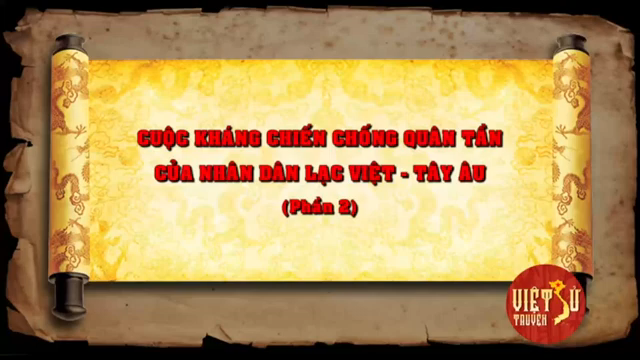 CUỘC KHÁNG CHIẾN CHỐNG QUÂN TẦN
CỦA NHÂN DÂN LẠC VIỆT - TÂY ÂU
(Phần 2)
VIỆT SỬ
TRUYỆN